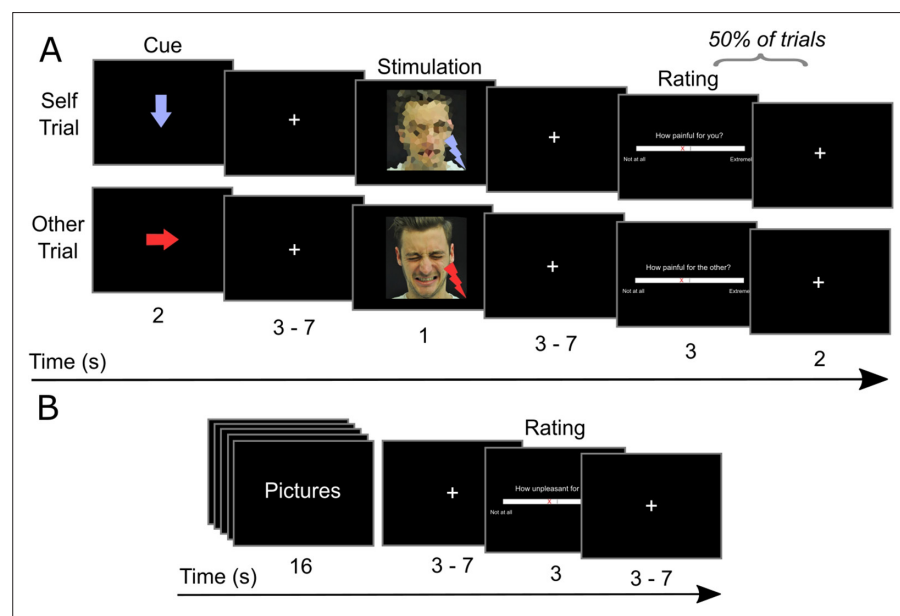 A
50% of trials
Cue
Stimulation
Rating
Self
Trial
+
+
How painful for you?
X
Not at all
Extremel
+
Other
Trial
+
+
How painful for the other?
X
Not at all
Extremel
+
2
3 - 7
1
3 - 7
3
2
Time (s)
B
Rating
Pictures
+
How unpleasant for
X
Not at all
+
16
3 - 7
3
3 - 7
Time (s)